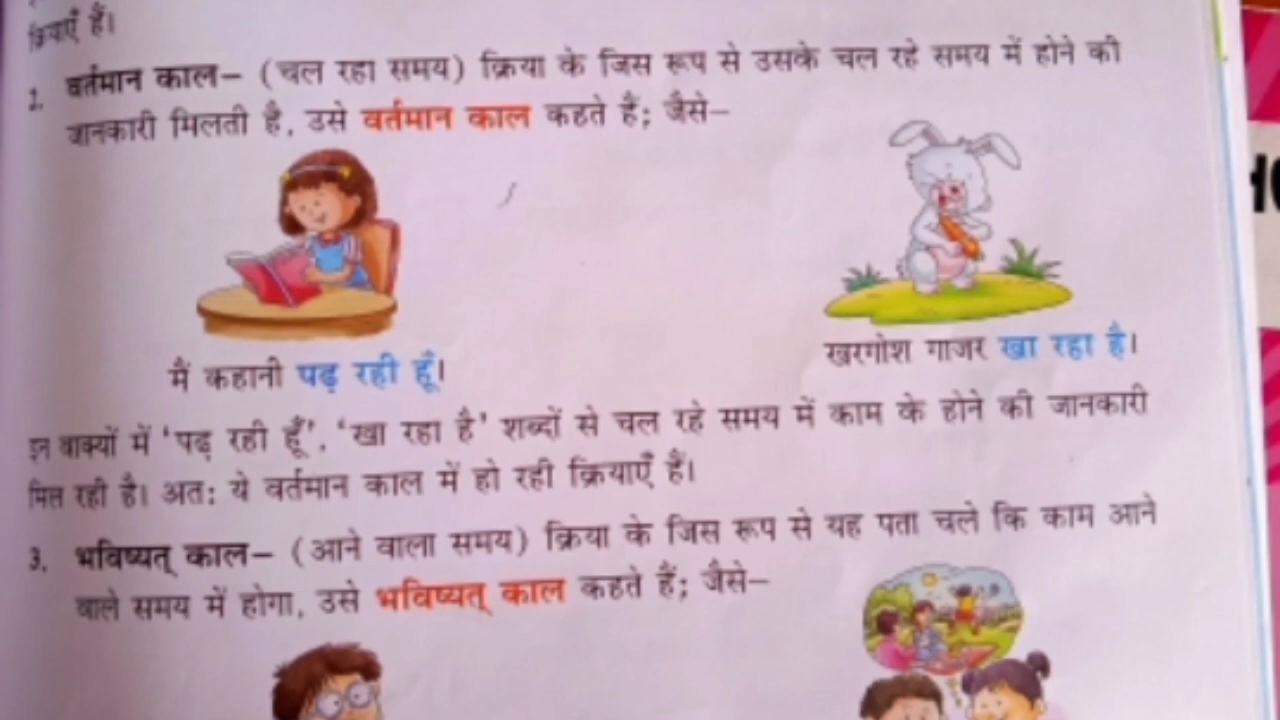 क्रियाएँ हैं।
2. वर्तमान काल– (चल रहा समय) क्रिया के जिस रूप से उसके चल रहे समय में होने की
जानकारी मिलती है, उसे वर्तमान काल कहते हैं; जैसे–
मैं कहानी पढ़ रही हूँ।
खरगोश गाजर खा रहा है।
इन वाक्यों में ‘पढ़ रही हूँ’, ‘खा रहा है’ शब्दों से चल रहे समय में काम के होने की जानकारी
मिल रही है। अत: ये वर्तमान काल में हो रही क्रियाएँ हैं।
3. भविष्यत् काल– (आने वाला समय) क्रिया के जिस रूप से यह पता चले कि काम आने
वाले समय में होगा, उसे भविष्यत् काल कहते हैं; जैसे–